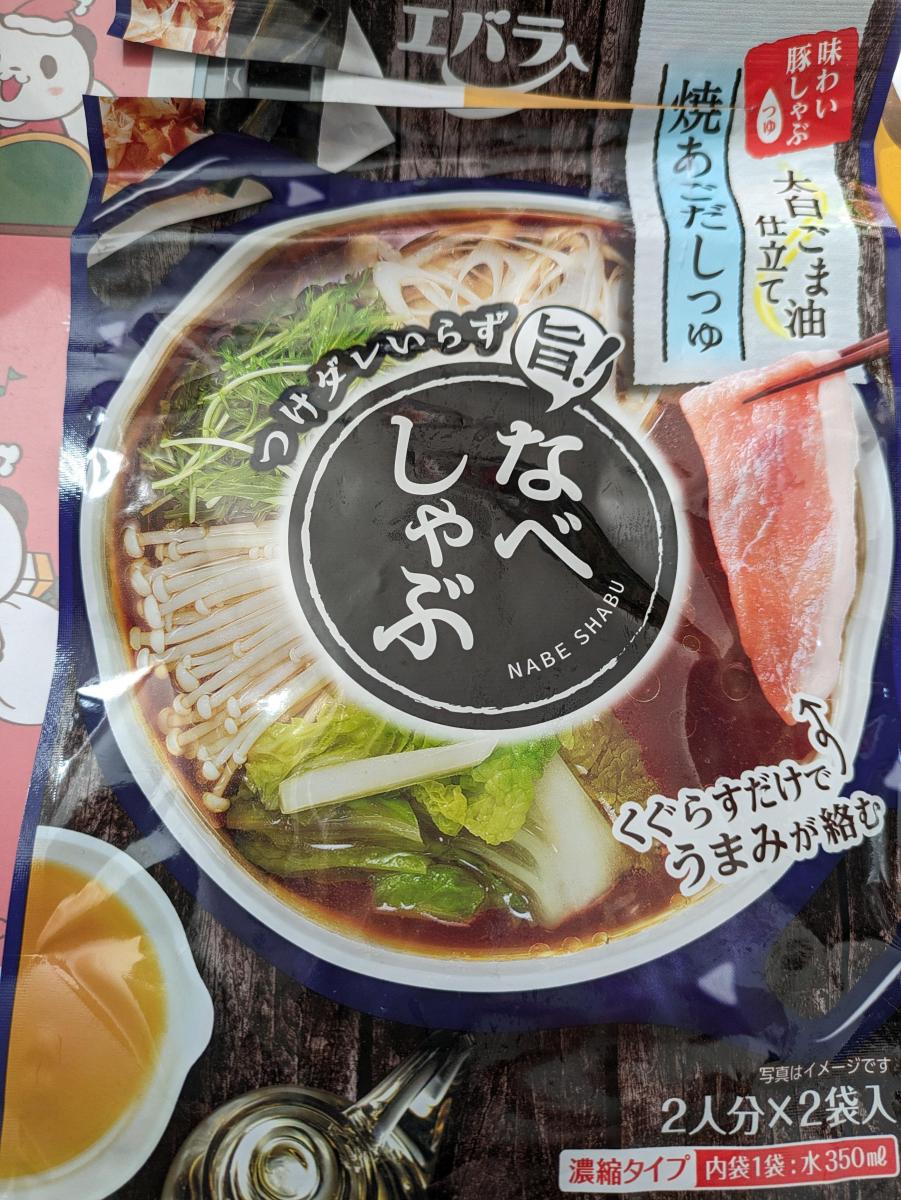 エバラ
味わい
豚しゃぶ
つゆ
太白ごま油
仕立て
焼あごだしつゆ
つけダレいらず
旨!
なべ
しゃぶ
NABE SHABU
くぐらすだけで
うまみが絡む
写真はイメージです
2人分×2袋入
濃縮タイプ
内袋1袋:水350ml